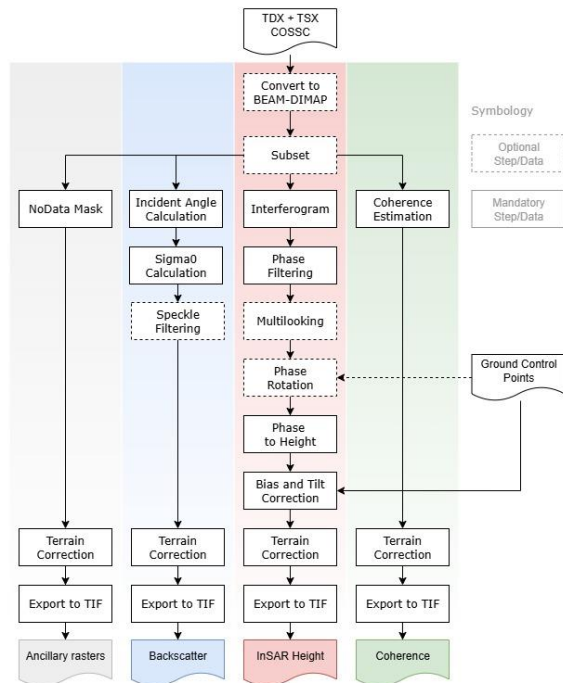 TDX + TSX
COSSC
Convert to
BEAM-DIMAP
Symbology
Optional
Step/Data
Subset
NoData Mask
Incident Angle
Calculation
Interferogram
Coherence
Estimation
Mandatory
Step/Data
Sigma0
Calculation
Phase
Filtering
Speckle
Filtering
Multilooking
Phase
Rotation
Ground Control
Points
Phase
to Height
Bias and Tilt
Correction
Terrain
Correction
Terrain
Correction
Terrain
Correction
Terrain
Correction
Export to TIF
Export to TIF
Export to TIF
Export to TIF
Ancillary rasters
Backscatter
InSAR Height
Coherence